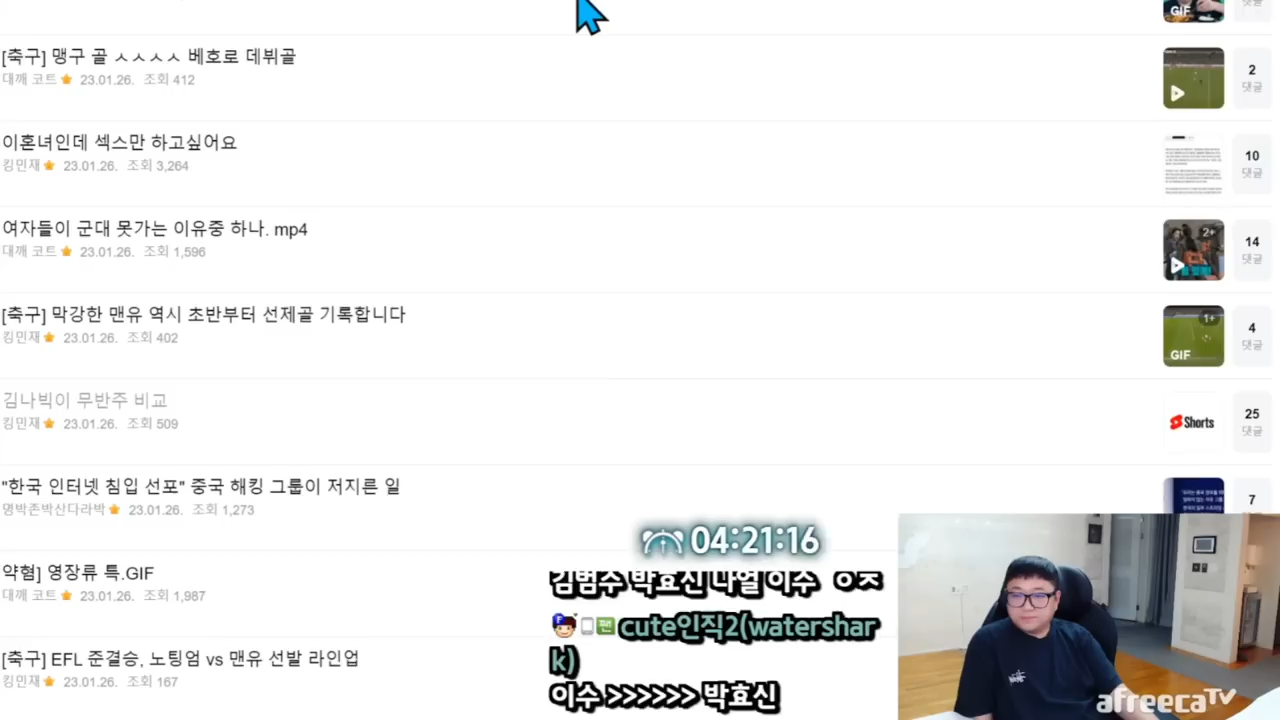 GIF
[축구] 맹구 골 ㅅㅅㅅㅅ 베호로 데뷔골
대깨 코트 23.01.26. 조회 412
2
댓글
이혼녀인데 섹스만 하고싶어요
킹민재 23.01.26. 조회 3,264
10
댓글
여자들이 군대 못가는 이유중 하나. mp4
대깨 코트 23.01.26. 조회 1,596
2+
14
댓글
[축구] 막강한 맨유 역시 초반부터 선제골 기록합니다
킹민재 23.01.26. 조회 402
1+
GIF
4
댓글
김나빅이 무반주 비교
킹민재 23.01.26. 조회 509
Shorts
25
댓글
"한국 인터넷 침입 선포" 중국 해킹 그룹이 저지른 일
명박존박산다라박 23.01.26. 조회 1,273
7
약혐] 영장류 특.GIF
대깨 코트 23.01.26. 조회 1,987
[축구] EFL 준결승, 노팅엄 vs 맨유 선발 라인업
킹민재 23.01.26. 조회 167
04:21:16
김범수 박효신 나얼 이수 ㅇㅈ
cute인직2(watershar
k)
이수 >>>>>> 박효신
afreecaTV